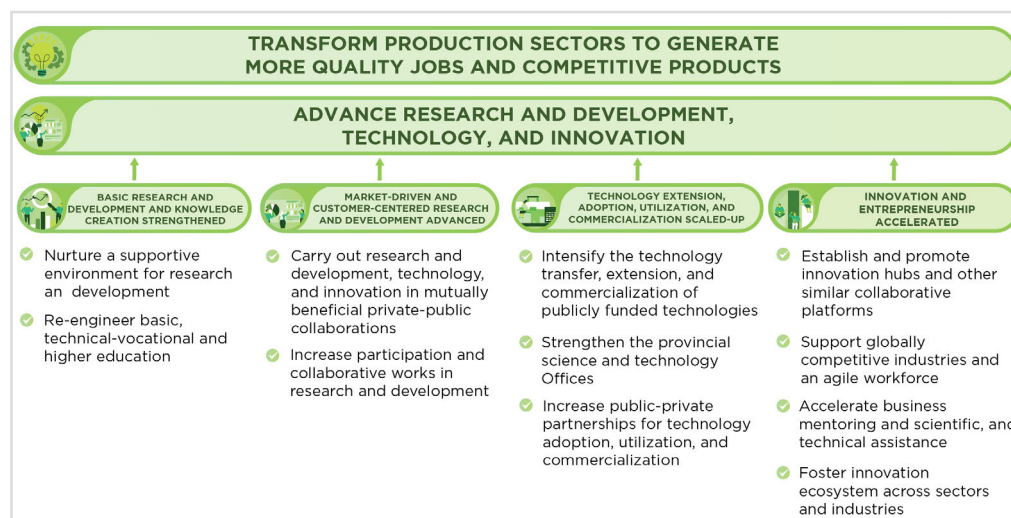 TRANSFORM PRODUCTION SECTORS TO GENERATE
MORE QUALITY JOBS AND COMPETITIVE PRODUCTS
ADVANCE RESEARCH AND DEVELOPMENT,
TECHNOLOGY, AND INNOVATION
BASIC RESEARCH AND
DEVELOPMENT AND KNOWLEDGE
CREATION STRENGTHENED
Nurture a supportive
environment for research
an development
Re-engineer basic,
technical-vocational and
higher education
MARKET-DRIVEN AND
CUSTOMER-CENTERED RESEARCH
AND DEVELOPMENT ADVANCED
Carry out research and
development, technology,
and innovation in mutually
beneficial private-public
collaborations
Increase participation and
collaborative works in
research and development
TECHNOLOGY EXTENSION,
ADOPTION, UTILIZATION, AND
COMMERCIALIZATION SCALED-UP
Intensify the technology
transfer, extension, and
commercialization of
publicly funded technologies
Strengthen the provincial
science and technology
Offices
Increase public-private
partnerships for technology
adoption, utilization, and
commercialization
INNOVATION AND
ENTREPRENEURSHIP
ACCELERATED
Establish and promote
innovation hubs and other
similar collaborative
platforms
Support globally
competitive industries and
an agile workforce
Accelerate business
mentoring and scientific, and
technical assistance
Foster innovation
ecosystem across sectors
and industries